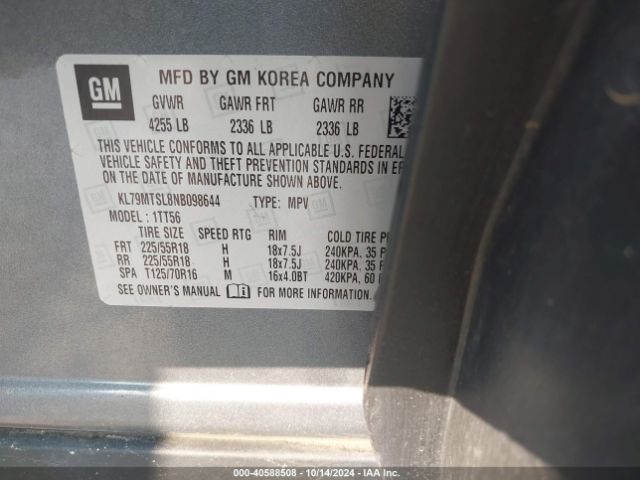 GM
MFD BY GM KOREA COMPANY
GVWR GAWR FRT GAWR RR
4255 LB 2336 LB 2336 LB
THIS VEHICLE CONFORMS TO ALL APPLICABLE U.S. FEDERAL
VEHICLE SAFETY AND THEFT PREVENTION STANDARDS IN
ON THE DATE OF MANUFACTURE SHOWN ABOVE.
KL79MTSL8NB098644 TYPE: MPV
MODEL : 1TT56
TIRE SIZE SPEED RTG RIM COLD TIRE
FRT 225/55R18 H 18x7.5J 240KPA, 35
RR 225/55R18 H 18x7.5J 240KPA, 35
SPA T125/70R16 M 16x4.0BT 420KPA, 60
SEE OWNER'S MANUAL FOR MORE INFORMATION.
000-40588508 - 10/14/2024 - IAA Inc.